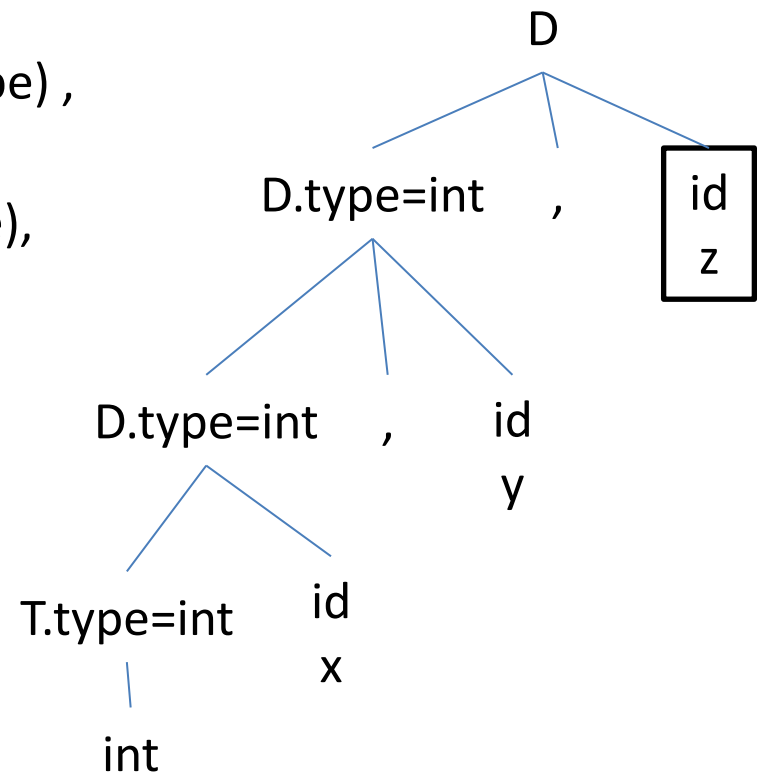 D
pe) ,
D.type=int , id
z
),
D.type=int , id
y
T.type=int id
x
int